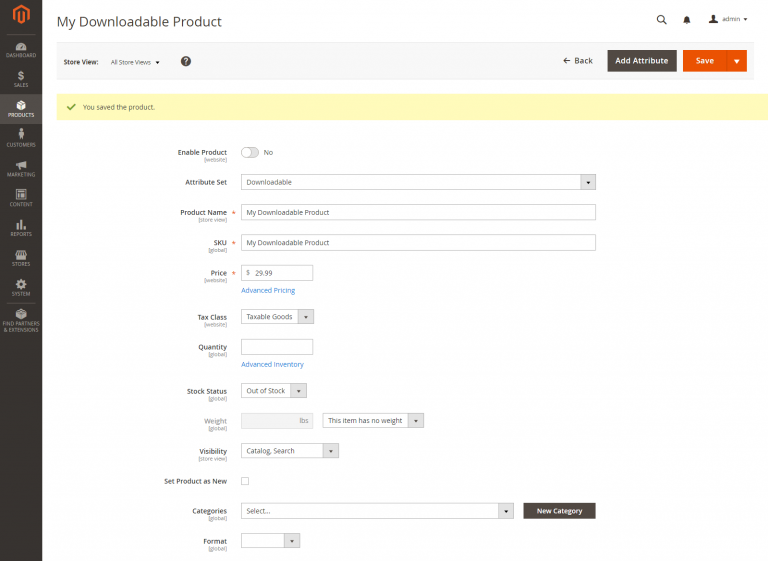 My Downloadable Product
admin
DASHBOARD
SALES
PRODUCTS
CUSTOMERS
MARKETING
CONTENT
REPORTS
STORES
SYSTEM
FIND PARTNERS
& EXTENSIONS
Store View: All Store Views ?
Back
Add Attribute
Save
You saved the product.
Enable Product
[website]
No
Attribute Set
Downloadable
Product Name *
[store view]
My Downloadable Product
SKU *
[global]
My Downloadable Product
Price *
[website]
$ 29.99
Advanced Pricing
Tax Class
[website]
Taxable Goods
Quantity
[global]
Advanced Inventory
Stock Status
[global]
Out of Stock
Weight
[global]
lbs
This item has no weight
Visibility
[store view]
Catalog, Search
Set Product as New
Categories
[global]
Select...
New Category
Format
[global]